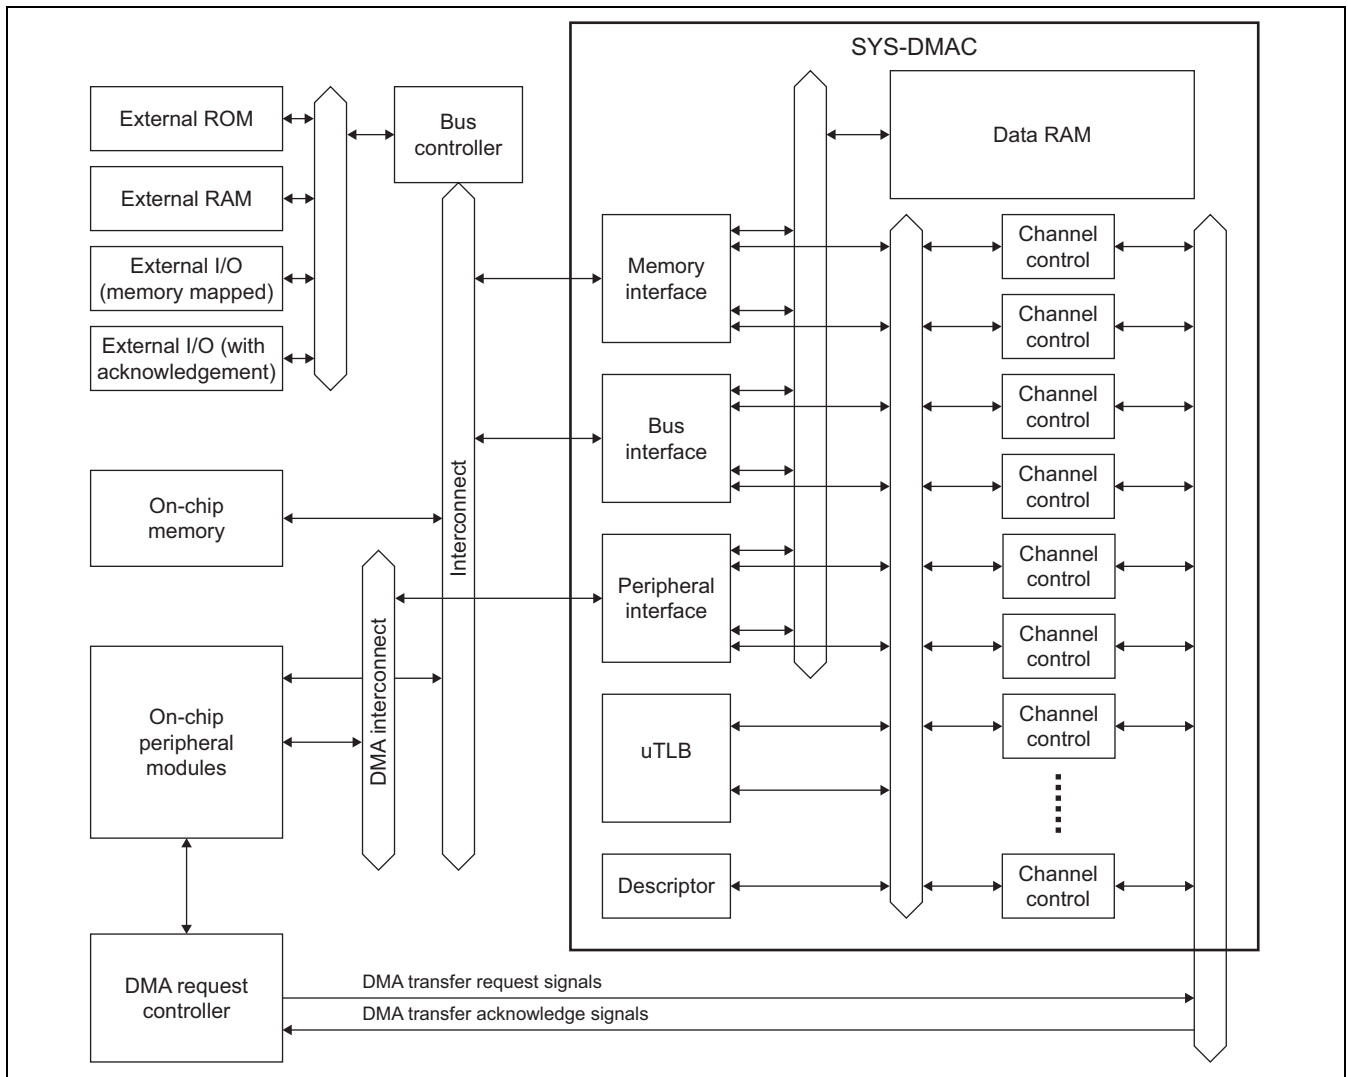 SYS-DMAC
External ROM
Bus
controller
Data RAM
External RAM
External I/O
(memory mapped)
External I/O (with
acknowledgement)
Memory
interface
Channel
control
Channel
control
Bus
interface
Channel
control
Channel
control
On-chip
memory
Interconnect
Peripheral
interface
Channel
control
Channel
control
On-chip
peripheral
modules
DMA interconnect
uTLB
Channel
control
Descriptor
Channel
control
DMA request
controller
DMA transfer request signals
DMA transfer acknowledge signals